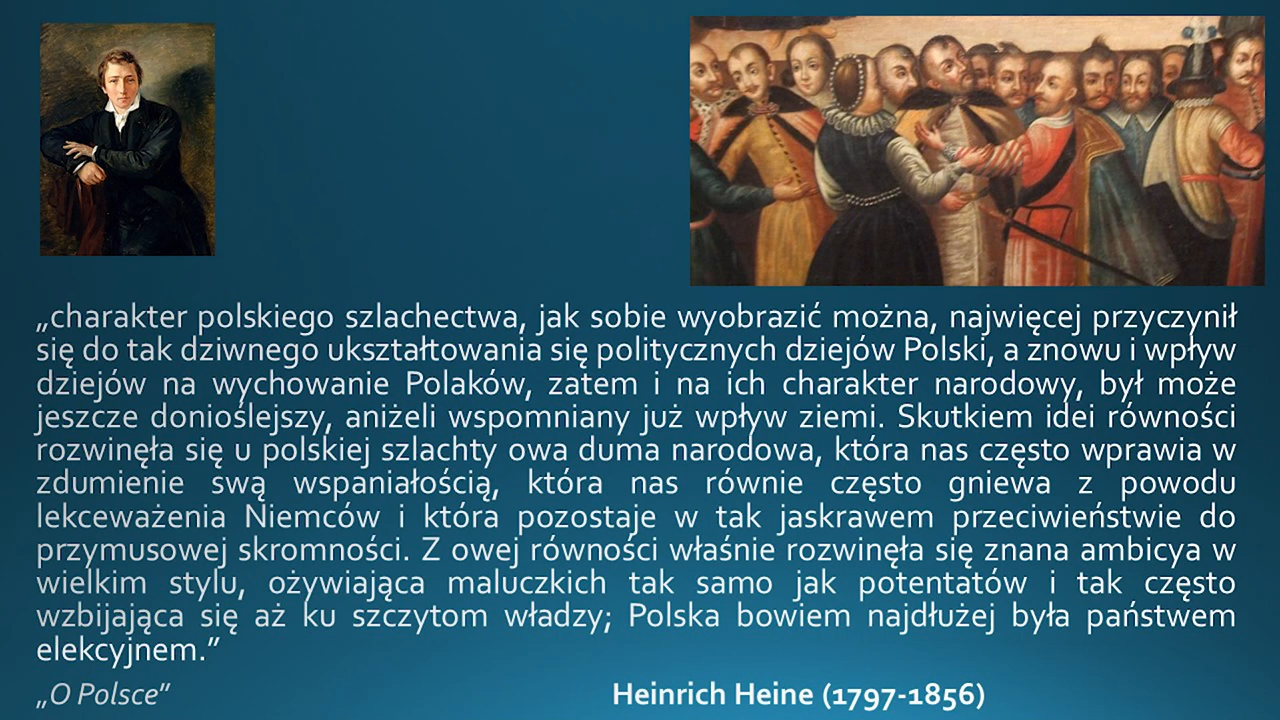 „charakter polskiego szlachectwa, jak sobie wyobrazić można, najwięcej przyczynił
się do tak dziwnego ukształtowania się politycznych dziejów Polski, a znowu i wpływ
dziejów na wychowanie Polaków, zatem i na ich charakter narodowy, był może
jeszcze donioślejszy, aniżeli wspomniany już wpływ ziemi. Skutkiem idei równości
rozwinęła się u polskiej szlachty owa duma narodowa, która nas często wprawia w
zdumienie swą wspaniałością, która nas równie często gniewa z powodu
lekceważenia Niemców i która pozostaje w tak jaskrawem przeciwieństwie do
przymusowej skromności. Z owej równości właśnie rozwinęła się znana ambicya w
wielkim stylu, ożywiająca maluczkich tak samo jak potentatów i tak często
wzbijająca się aż ku szczytom władzy; Polska bowiem najdłużej była państwem
elekcyjnem.”
„O Polsce” Heinrich Heine (1797-1856)